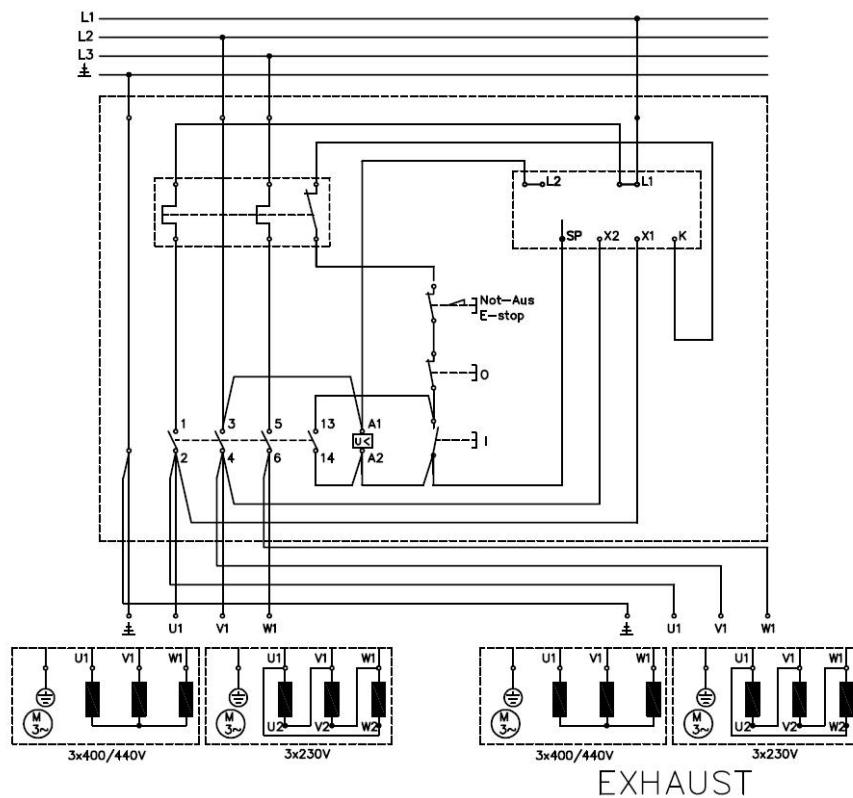 L1
L2
L3
L2 L1
SP X2 X1 K
Not-Aus
E-stop
O
1 3 5 13 A1
U<
I
2 4 6 14 A2
U1 V1 W1 U1 V1 W1
U1 V1 W1 U1 V1 W1 U1 V1 W1 U1 V1 W1
M
3~
U2 V2 W2
M
3~
M
3~
U2 V2 W2
M
3~
3x400/440V 3x230V 3x400/440V 3x230V
EXHAUST